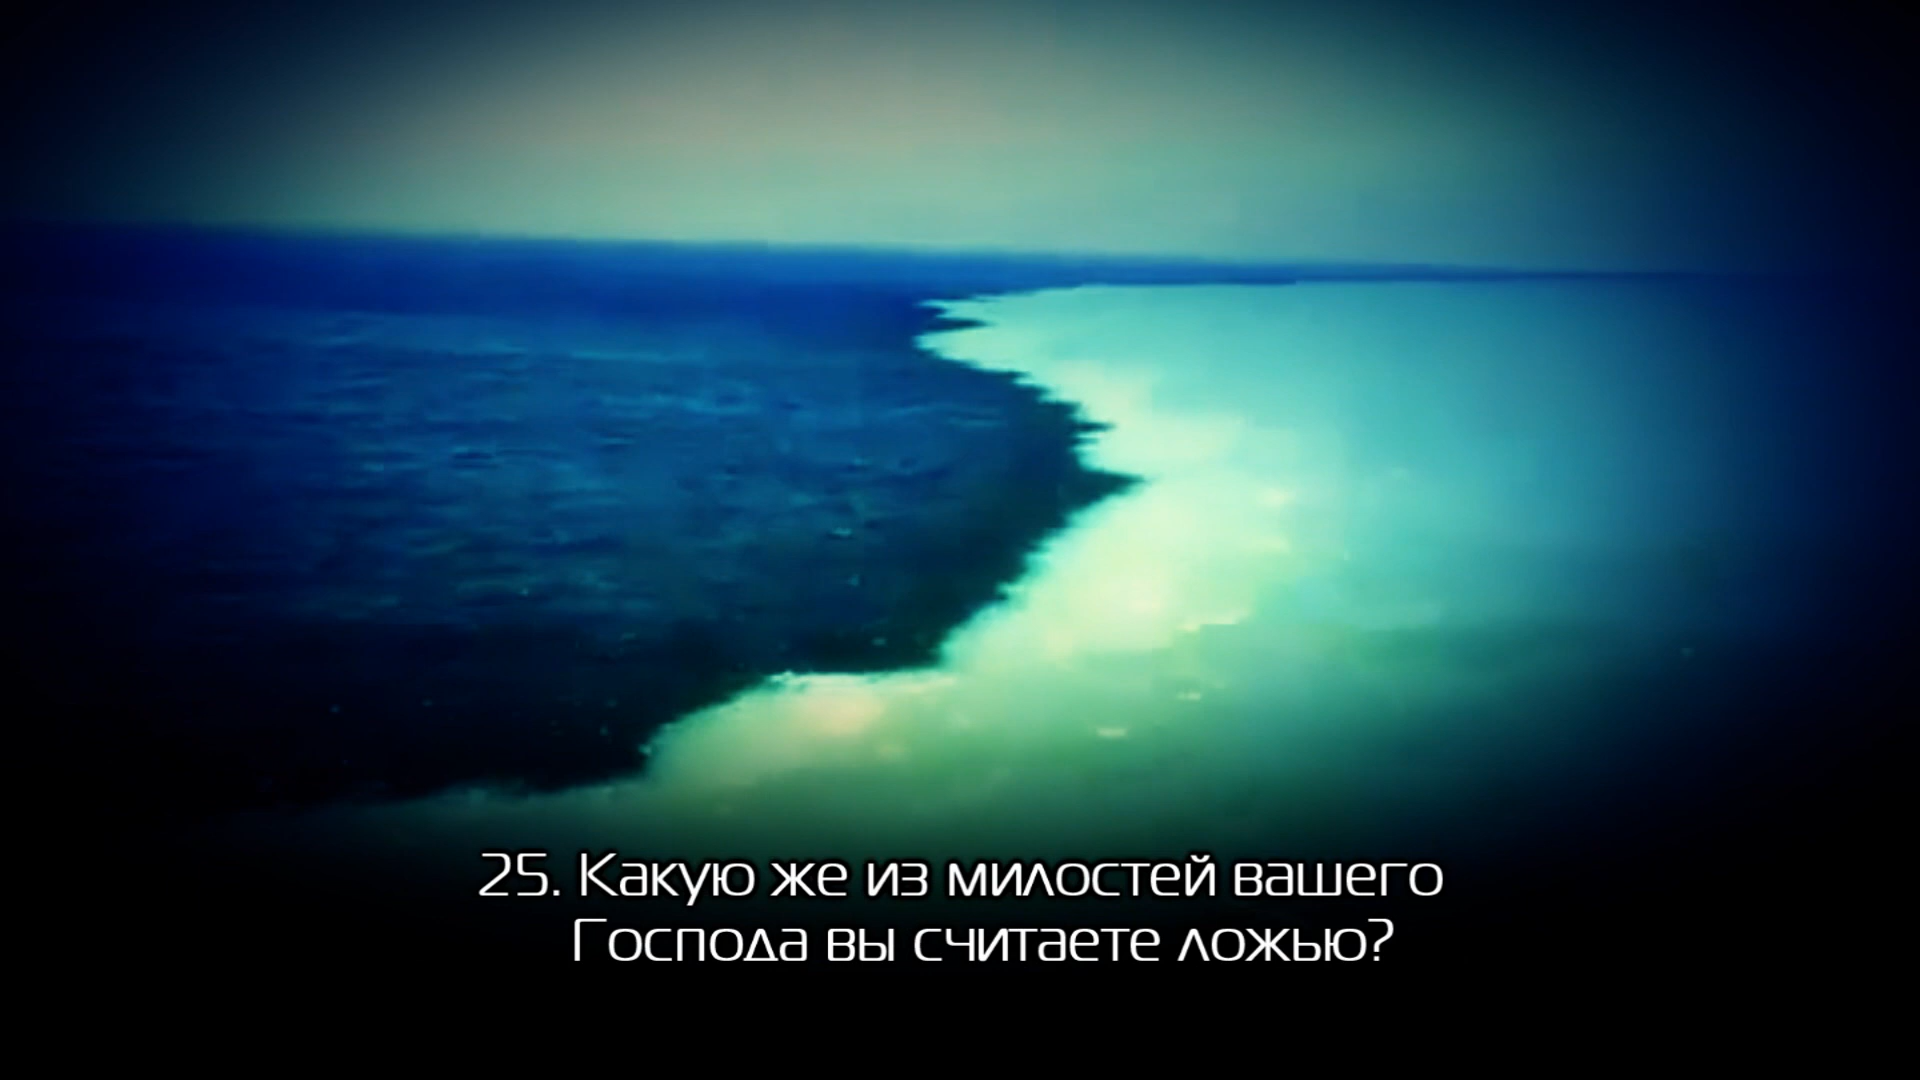 25. Какую же из милостей вашего
Господа вы считаете ложью?